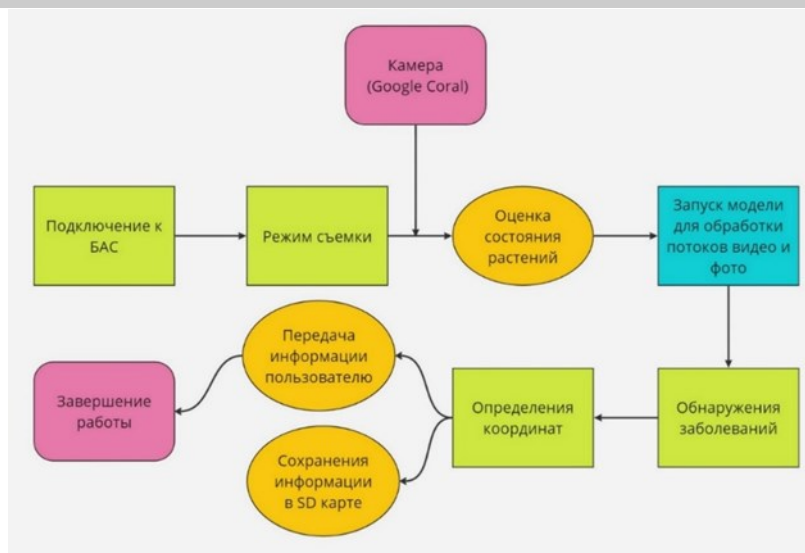 Камера
(Google Coral)
Подключение к
БАС
Режим съемки
Оценка
состояния
растений
Запуск модели
для обработки
потоков видео и
фото
Передача
информации
пользователю
Завершение
работы
Определения
координат
Обнаружения
заболеваний
Сохранения
информации
в SD карте